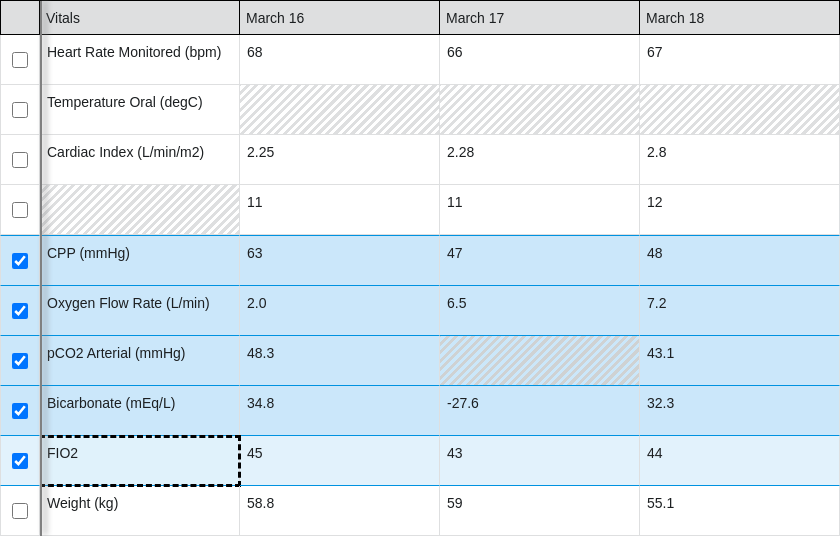 Vitals March 16 March 17 March 18
Heart Rate Monitored (bpm) 68 66 67
Temperature Oral (degC)
Cardiac Index (L/min/m2) 2.25 2.28 2.8
11 11 12
CPP (mmHg) 63 47 48
Oxygen Flow Rate (L/min) 2.0 6.5 7.2
pCO2 Arterial (mmHg) 48.3 43.1
Bicarbonate (mEq/L) 34.8 -27.6 32.3
FIO2 45 43 44
Weight (kg) 58.8 59 55.1